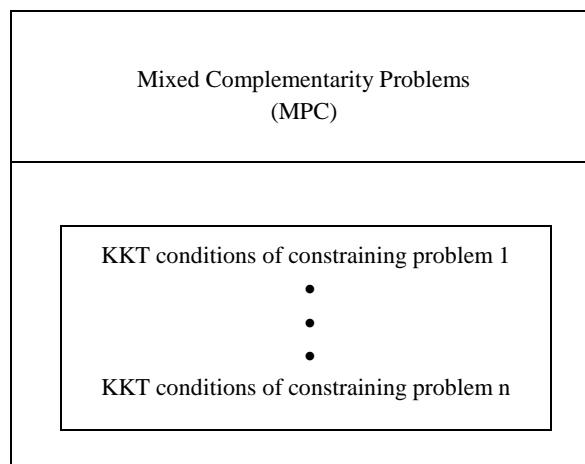 Mixed Complementarity Problems
(MPC)
KKT conditions of constraining problem 1
•
•
•
KKT conditions of constraining problem n